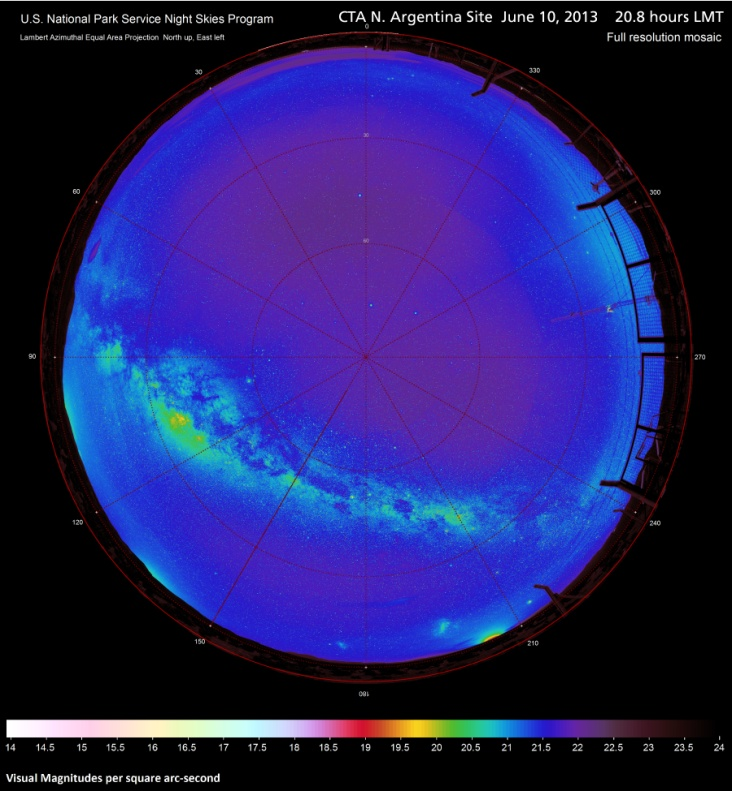 U.S. National Park Service Night Skies Program
CTA N. Argentina Site June 10, 2013 20.8 hours LMT
Lambert Azimuthal Equal Area Projection North up, East left
Full resolution mosaic
0
30
330
30
60
300
60
90
270
120
240
150
210
180
14 14.5 15 15.5 16 16.5 17 17.5 18 18.5 19 19.5 20 20.5 21 21.5 22 22.5 23 23.5 24
Visual Magnitudes per square arc-second